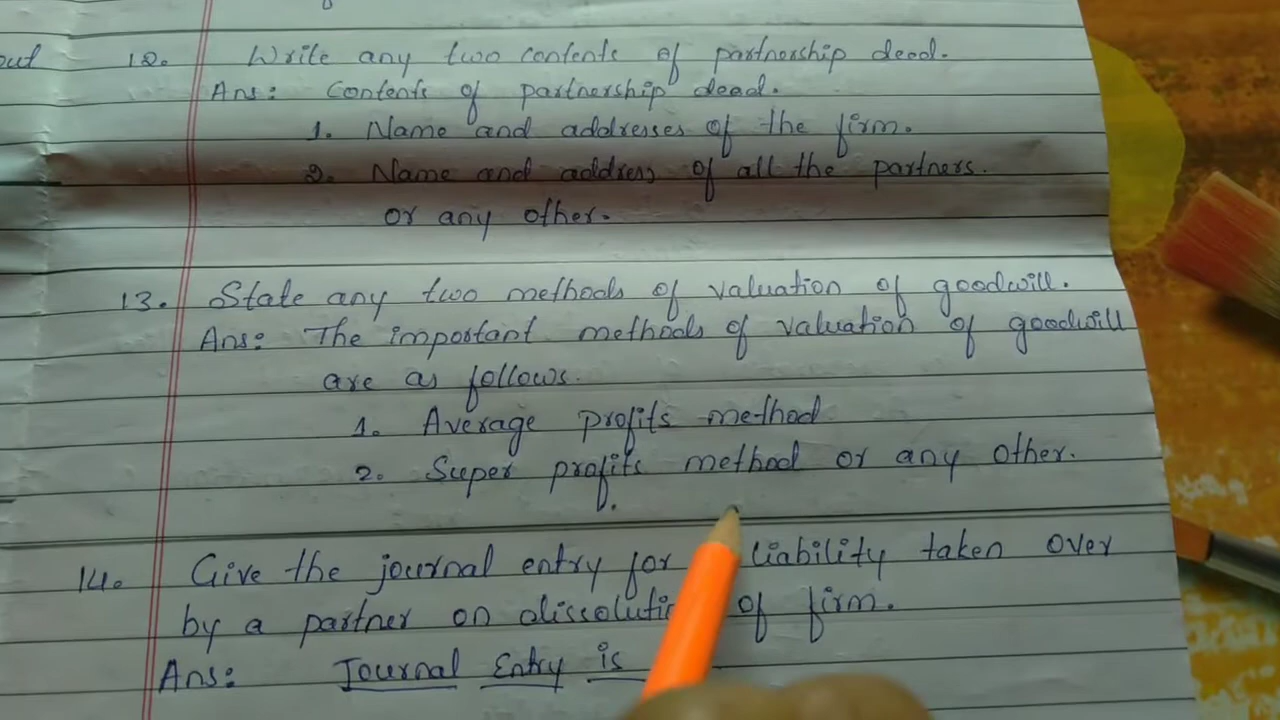 out
12. Write any two contents of partnership dead.
Ans: Contents of partnership dead.
1. Name and addresses of the firm.
2. Name and address of all the partners.
or any other.
13. State any two methods of valuation of goodwill.
Ans: The important methods of valuation of goodwill
are as follows.
1. Average profits method
2. Super profits method or any other.
14. Give the journal entry for liability taken over
by a partner on of firm.
Ans: Journal Entry is